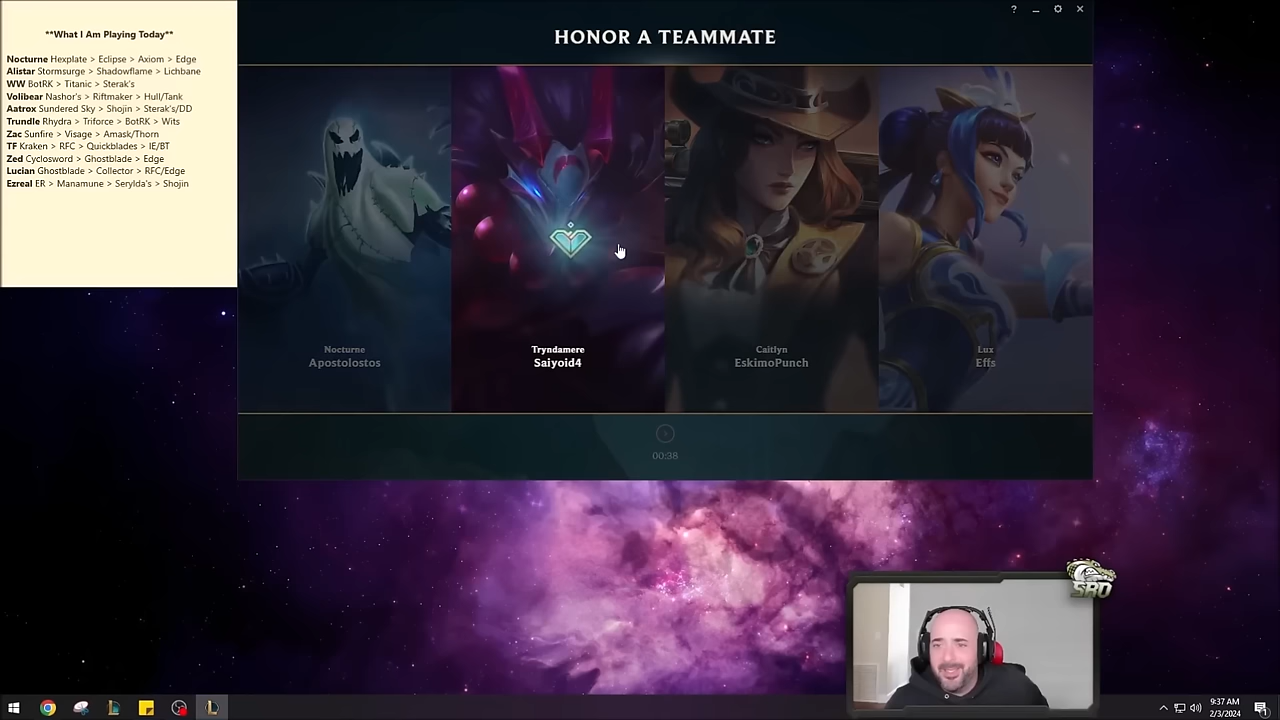 **What I Am Playing Today**
Nocturne Hexplate > Eclipse > Axiom > Edge
Alistar Stormsurge > Shadowflame > Lichbane
WW BotRK > Titanic > Sterak's
Volibear Nashor's > Riftmaker > Hull/Tank
Aatrox Sundered Sky > Shojin > Sterak's/DD
Trundle Rhydra > Triforce > BotRK > Wits
Zac Sunfire > Visage > Amask/Thorn
TF Kraken > RFC > Quickblades > IE/BT
Zed Cyclosword > Ghostblade > Edge
Lucian Ghostblade > Collector > RFC/Edge
Ezreal ER > Manamune > Serylda's > Shojin
?
HONOR A TEAMMATE
Nocturne
Apostolostos
Tryndamere
Saiyoid4
Caitlyn
EskimoPunch
Lux
Effs
00:38
SRO
9:37 AM
2/3/2024